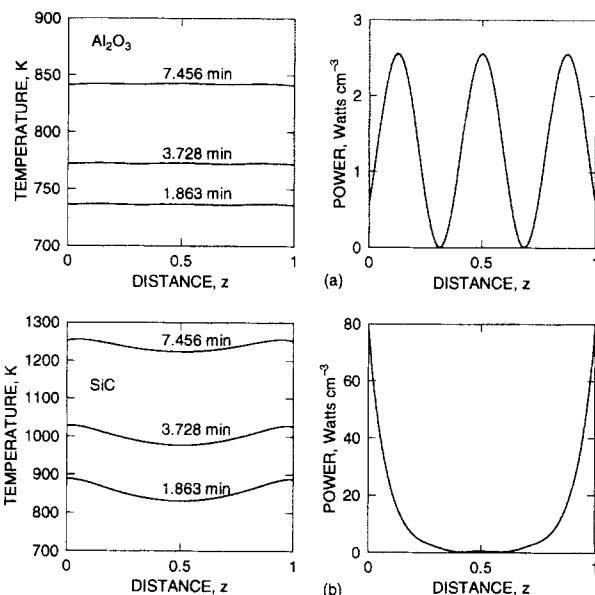 TEMPERATURE, K
900
850
800
750
700
Al₂O₃
7.456 min
3.728 min
1.863 min
0
0.5
1
DISTANCE, z
POWER, Watts cm⁻³
3
2
1
0
0
0.5
1
DISTANCE, z
(a)
TEMPERATURE, K
1300
1200
1100
1000
900
800
700
7.456 min
SiC
3.728 min
1.863 min
0
0.5
1
DISTANCE, z
POWER, Watts cm⁻³
80
60
40
20
0
0
0.5
1
DISTANCE, z
(b)